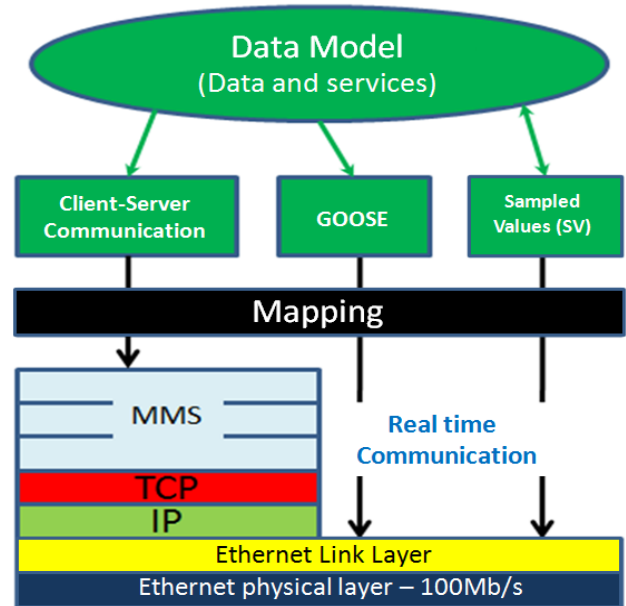 Data Model
(Data and services)
Client-Server
Communication
GOOSE
Sampled
Values (SV)
Mapping
MMS
Real time
Communication
TCP
IP
Ethernet Link Layer
Ethernet physical layer – 100Mb/s